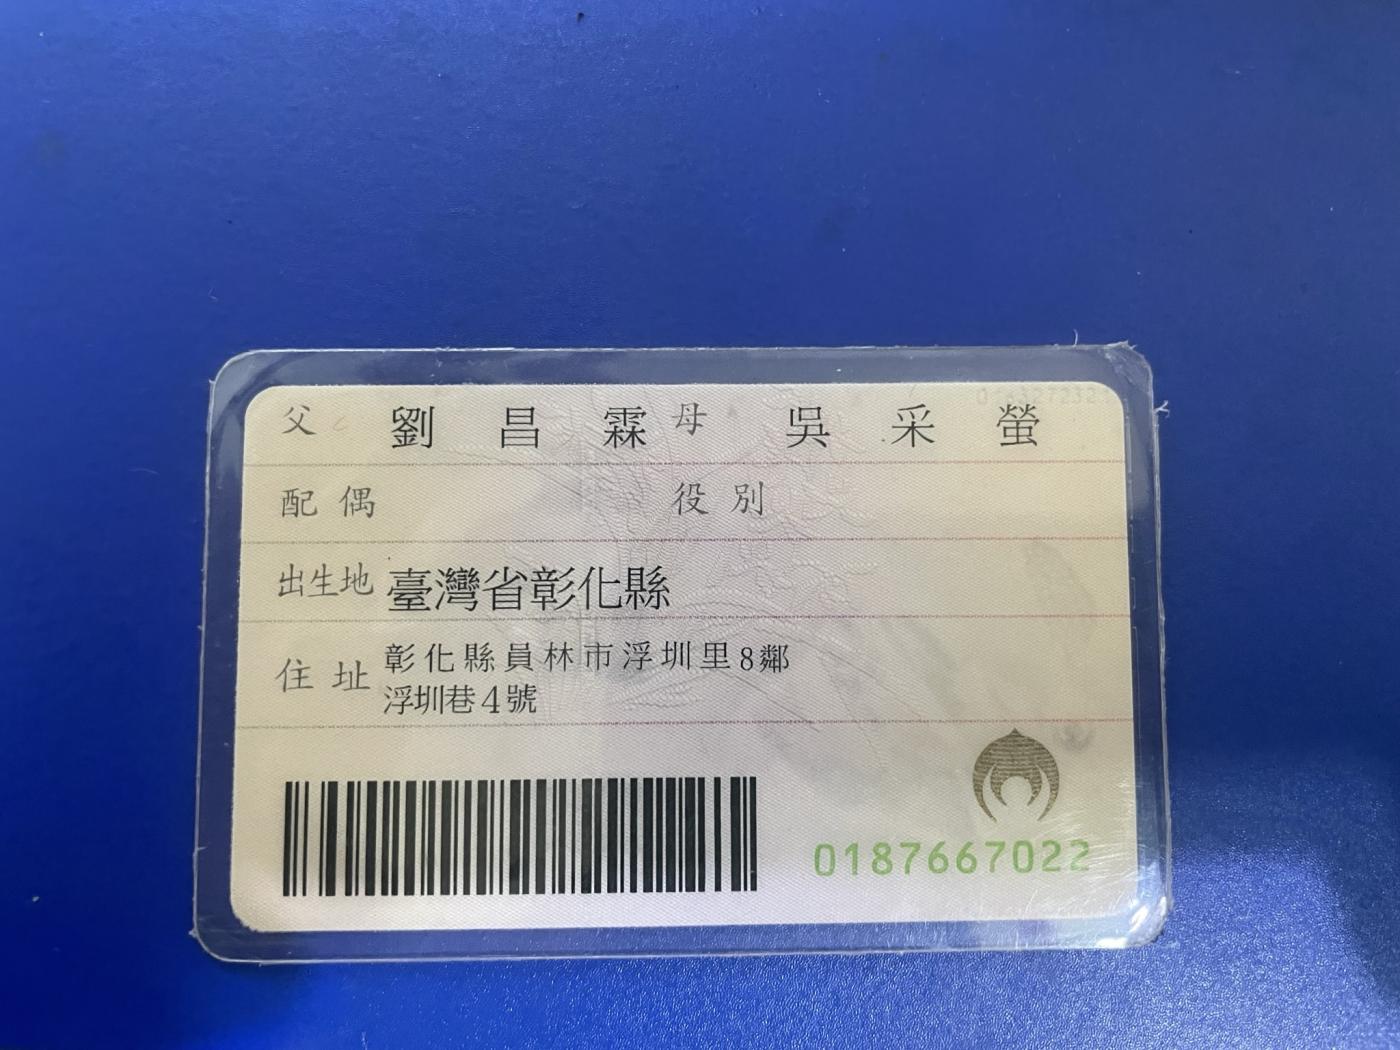 父 劉昌霖 母 吳采螢
配偶 役別
出生地 臺灣省彰化縣
住址 彰化縣員林市浮圳里8鄰
浮圳巷4號
0187667022